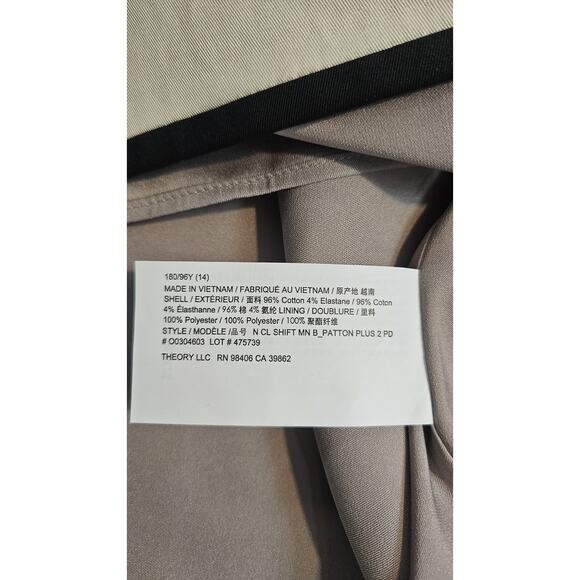 180/96Y (14)
MADE IN VIETNAM / FABRIQUÉ AU VIETNAM / 原产地 越南
SHELL / EXTÉRIEUR / 面料 96% Cotton 4% Elastane / 96% Coton
4% Élasthanne / 96% 棉 4% 氨纶 LINING / DOUBLURE / 里料
100% Polyester / 100% Polyester / 100% 聚酯纤维
STYLE / MODÈLE /品号 N CL SHIFT MN B_PATTON PLUS 2 PD
# O0304603 LOT # 475739
THEORY LLC RN 98406 CA 39862